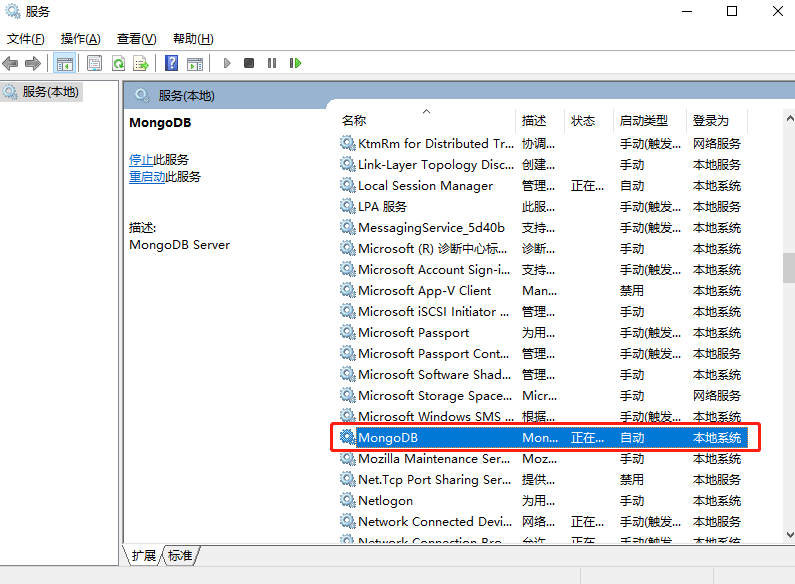 服务
文件(F) 操作(A) 查看(V) 帮助(H)
服务(本地)
服务(本地)
MongoDB
停止此服务
重启动此服务
描述:
MongoDB Server
名称 描述 状态 启动类型 登录为
KtmRm for Distributed Tr... 协调... 手动(触发... 网络服务
Link-Layer Topology Disc... 创建... 手动 本地服务
Local Session Manager 管理... 正在... 自动 本地系统
LPA 服务 此服... 手动(触发... 本地服务
MessagingService_5d40b 支持... 手动(触发... 本地系统
Microsoft (R) 诊断中心标... 诊断... 手动 本地系统
Microsoft Account Sign-i... 支持... 手动(触发... 本地系统
Microsoft App-V Client Man... 禁用 本地系统
Microsoft iSCSI Initiator ... 管理... 手动 本地系统
Microsoft Passport 为用... 手动(触发... 本地系统
Microsoft Passport Cont... 管理... 手动(触发... 本地服务
Microsoft Software Shad... 管理... 手动 本地系统
Microsoft Storage Space... Micr... 手动 网络服务
Microsoft Windows SMS ... 根据... 手动(触发... 本地系统
MongoDB Mon... 正在... 自动 本地系统
Mozilla Maintenance Ser... Moz... 手动 本地系统
Net.Tcp Port Sharing Ser... 提供... 禁用 本地服务
Netlogon 为用... 手动 本地系统
Network Connected Devi... 网络... 正在... 手动(触发... 本地服务
Network Connection Bro... 允许... 正在... 手动(触发... 本地系统
扩展 标准